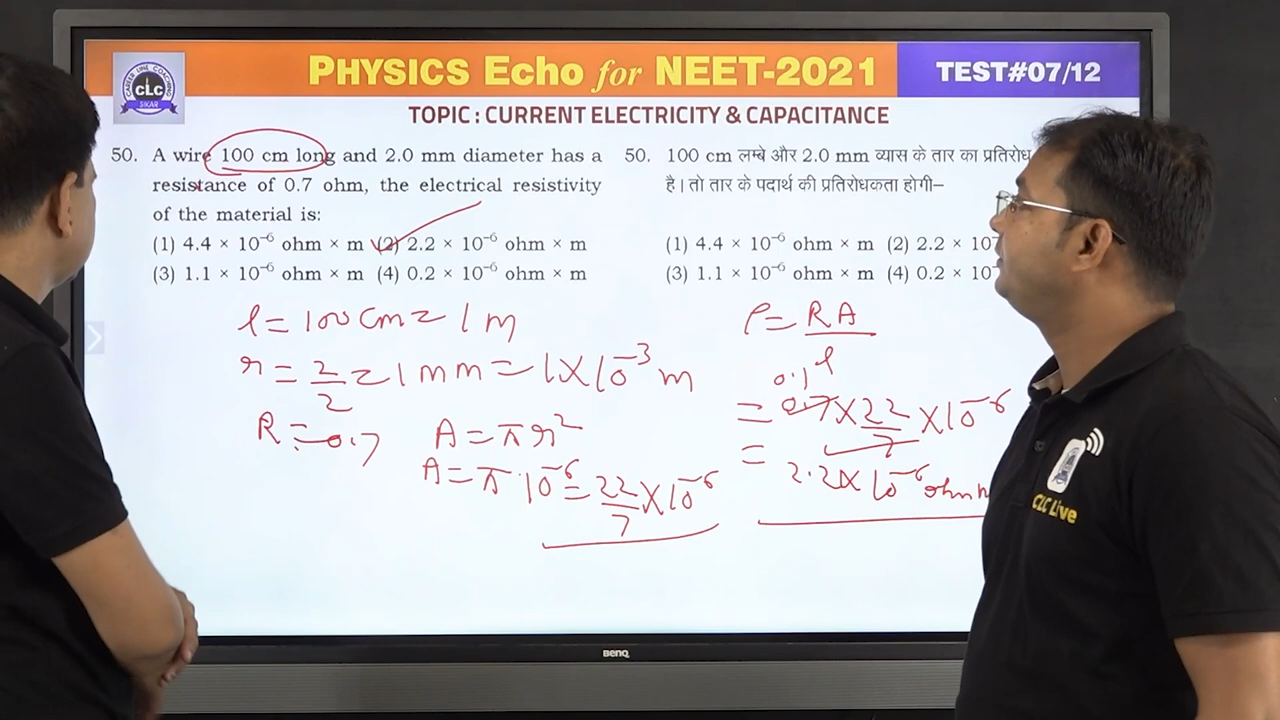 PHYSICS Echo for NEET-2021
TEST#07/12
CAREER LINE COACHING
CLC
SIKAR
TOPIC : CURRENT ELECTRICITY & CAPACITANCE
50. A wire 100 cm long and 2.0 mm diameter has a
resistance of 0.7 ohm, the electrical resistivity
of the material is:
(1) 4.4 × 10⁻⁶ ohm × m (2) 2.2 × 10⁻⁶ ohm × m
(3) 1.1 × 10⁻⁶ ohm × m (4) 0.2 × 10⁻⁶ ohm × m
50. 100 cm लम्बे और 2.0 mm व्यास के तार का प्रतिरोध
है। तो तार के पदार्थ की प्रतिरोधकता होगी–
(1) 4.4 × 10⁻⁶ ohm × m (2) 2.2 × 10
(3) 1.1 × 10⁻⁶ ohm × m (4) 0.2 × 10
l = 100 cm = 1 m
r = 2/2 = 1 mm = 1 × 10⁻³ m
R = 0.7
A = πr²
A = π 10⁻⁶ = 22/7 × 10⁻⁶
ρ = RA/l
0.1
= 0.7 × 22/7 × 10⁻⁶
= 2.2 × 10⁻⁶ ohm
CLC Live
BenQ